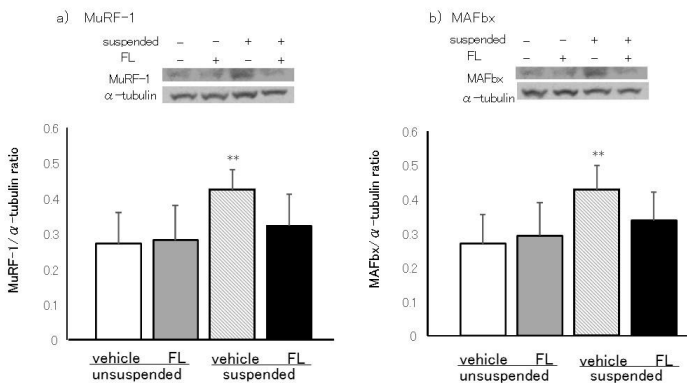 a) MuRF-1
suspended − − + +
FL − + − +
MuRF-1
α-tubulin
0.6
0.5
0.4
0.3
0.2
0.1
0
MuRF-1/α-tubulin ratio
**
vehicle FL vehicle FL
unsuspended suspended
b) MAFbx
suspended − − + +
FL − + − +
MAFbx
α-tubulin
0.6
0.5
0.4
0.3
0.2
0.1
0
MAFbx/α-tubulin ratio
**
vehicle FL vehicle FL
unsuspended suspended